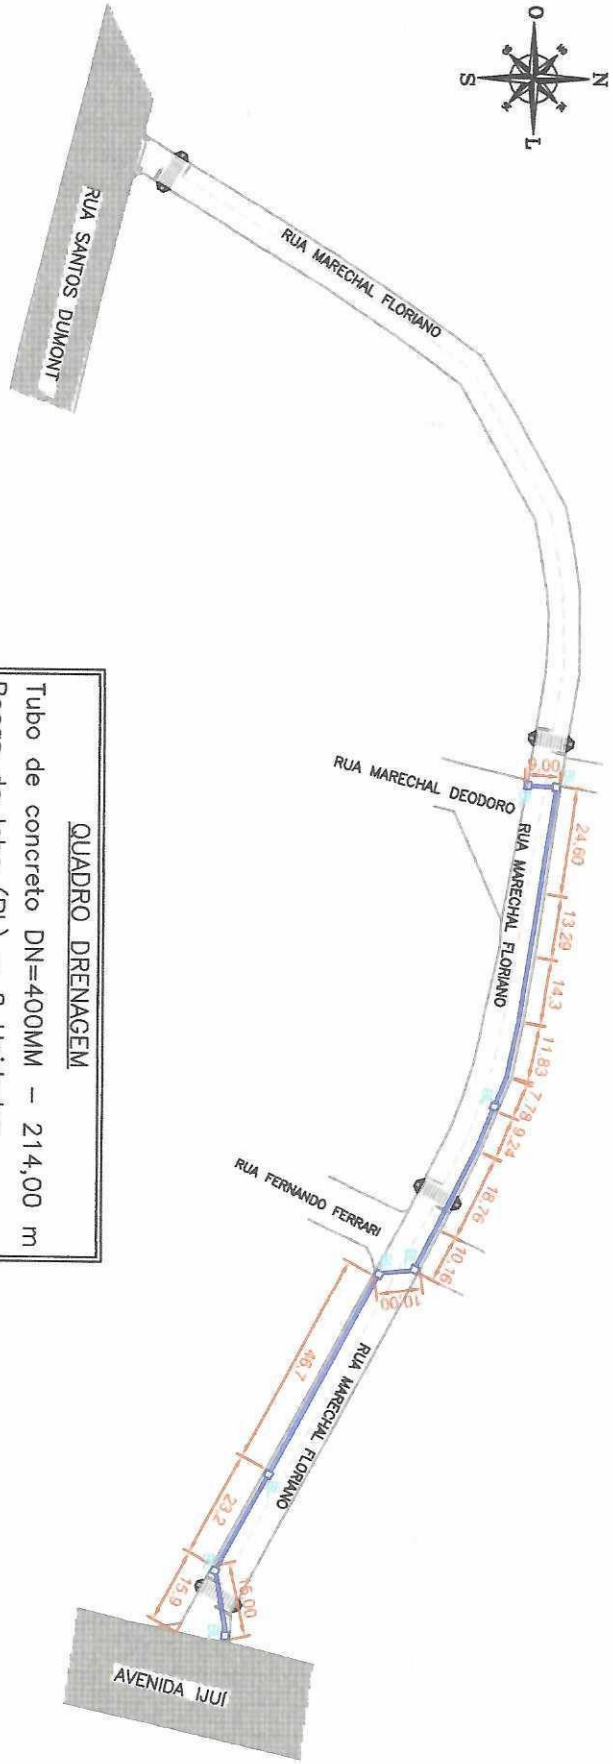 O
N
S
L
RUA SANTOS DUMONT
RUA MARECHAL FLORIANO
RUA MARECHAL DEODORO
RUA MARECHAL FLORIANO
9.00
24.60
13.29
14.3
11.83
7.78
9.24
18.76
10.16
RUA FERNANDO FERRARI
10.00
46.7
RUA MARECHAL FLORIANO
23.2
15.9
16.00
AVENIDA IJUÍ
QUADRO DRENAGEM
Tubo de concreto DN=400MM – 214,00 m